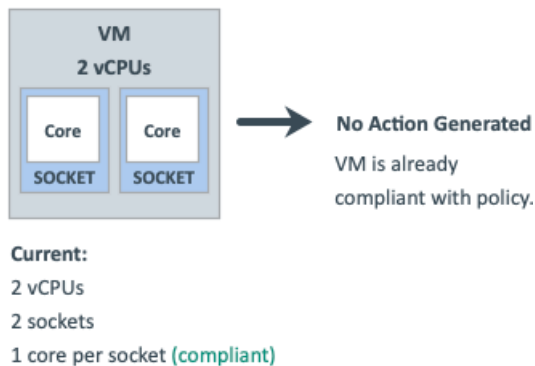 VM
2 vCPUs
Core
Core
SOCKET
SOCKET
No Action Generated
VM is already
compliant with policy.
Current:
2 vCPUs
2 sockets
1 core per socket (compliant)